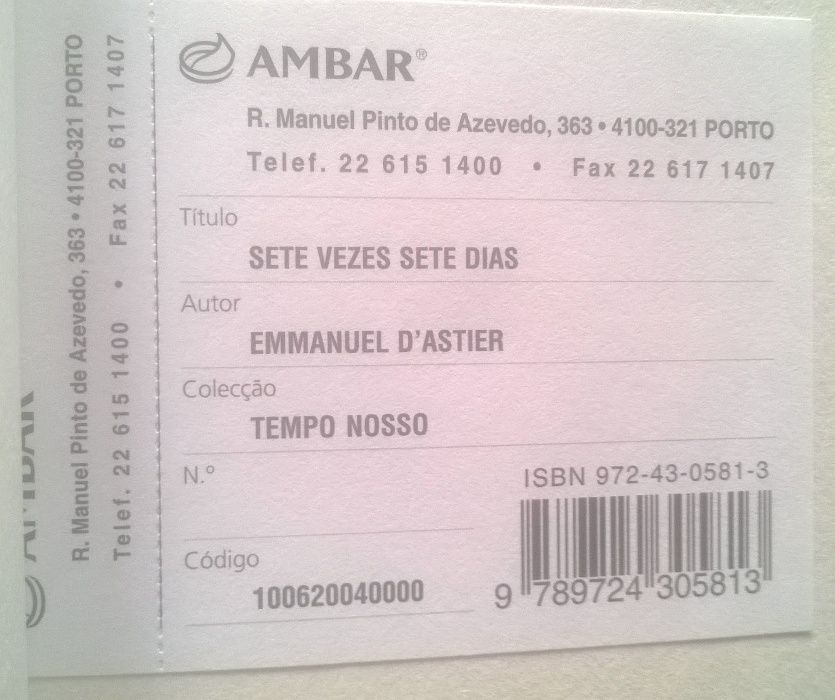 AMBAR®
R. Manuel Pinto de Azevedo, 363 • 4100-321 PORTO
Telef. 22 615 1400 • Fax 22 617 1407
Título
SETE VEZES SETE DIAS
Autor
EMMANUEL D'ASTIER
Colecção
TEMPO NOSSO
N.º
ISBN 972-43-0581-3
Código
100620040000
9 789724 305813
AMBAR
R. Manuel Pinto de Azevedo, 363 • 4100-321 PORTO
Telef. 22 615 1400 • Fax 22 617 1407